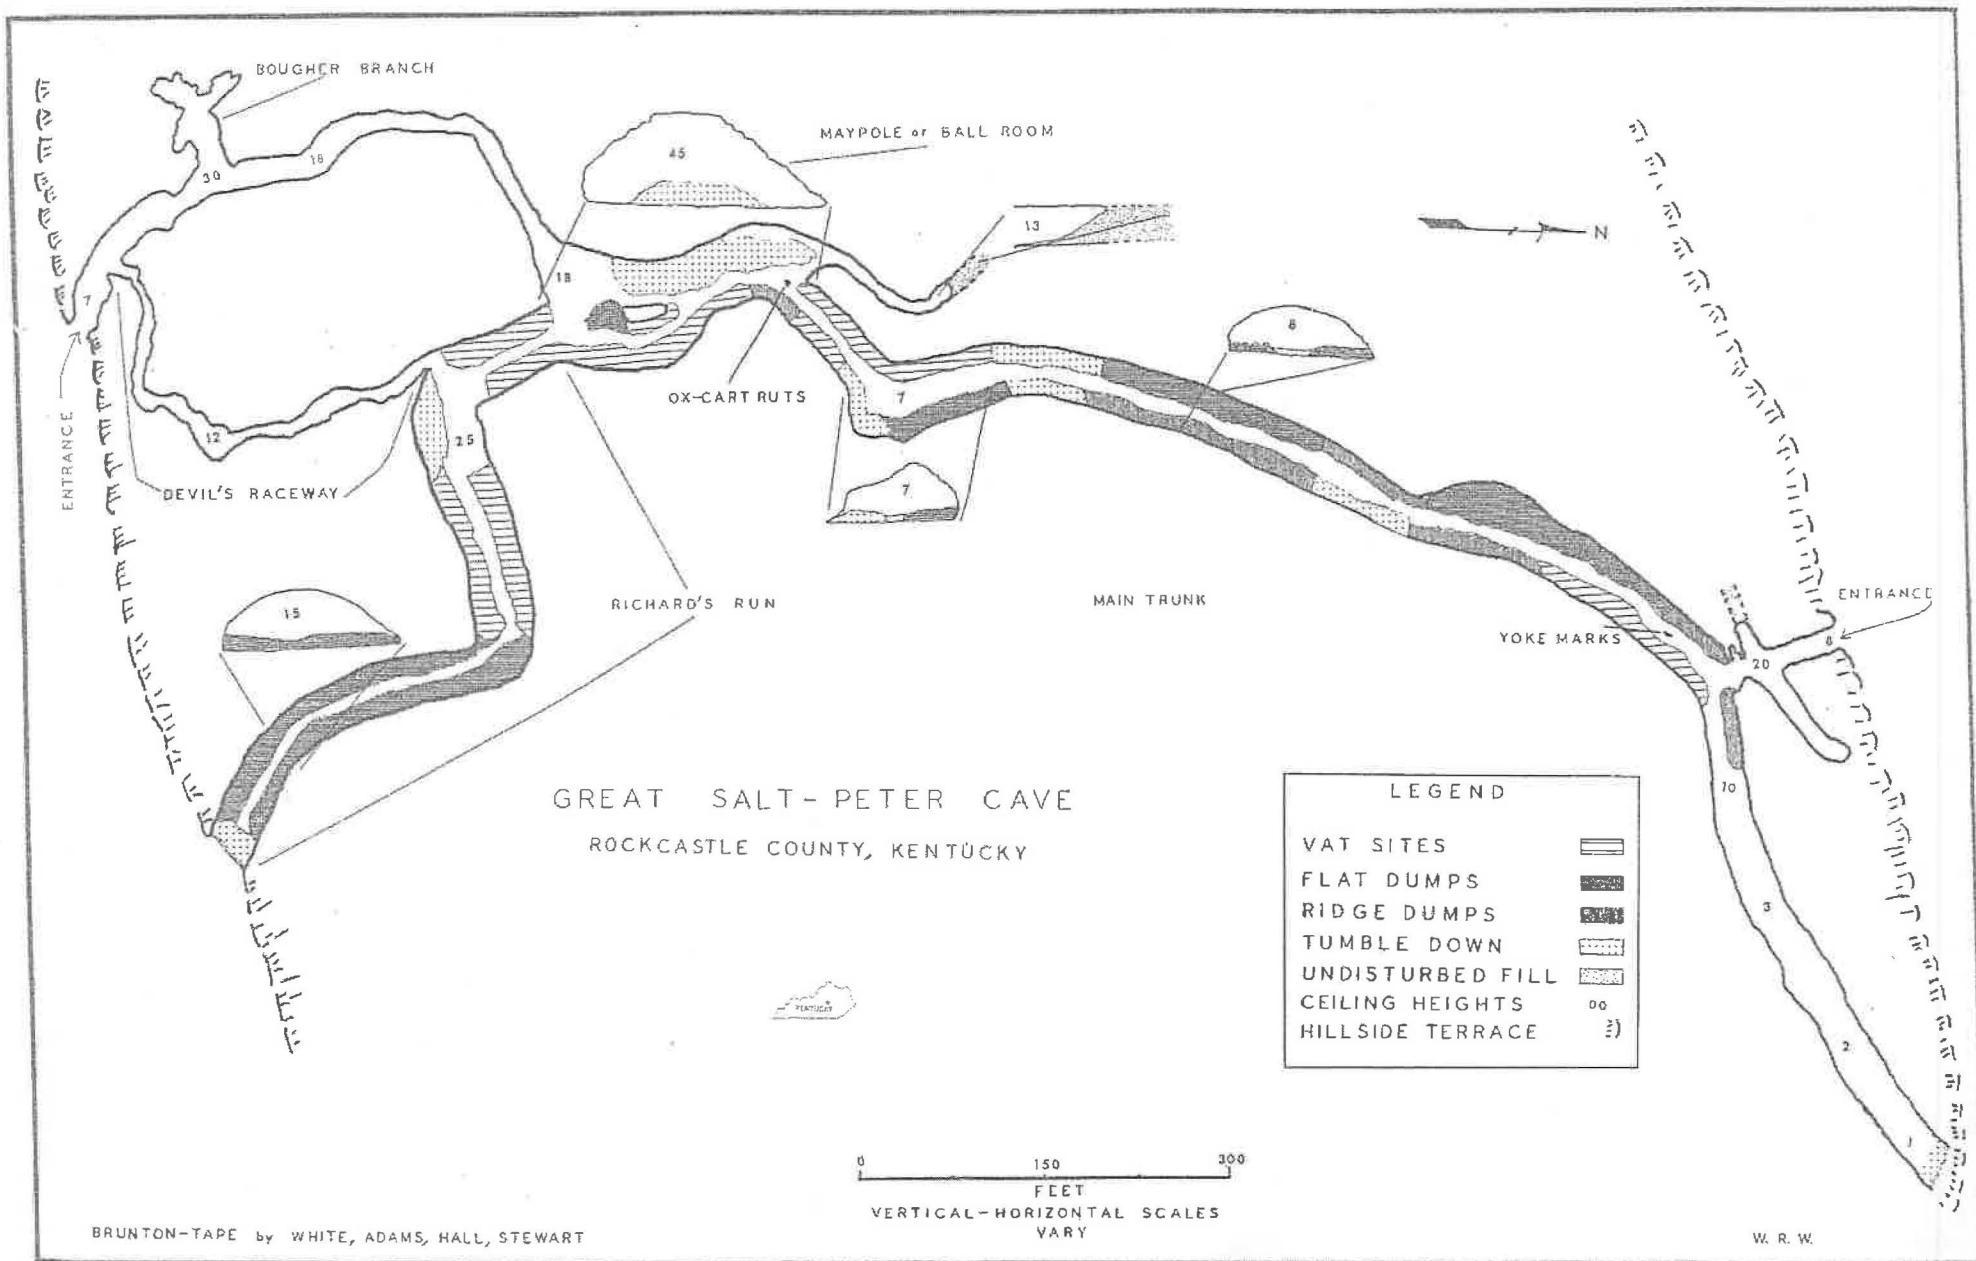 BOUGHER BRANCH
MAYPOLE or BALL ROOM
45
18
30
13
N
18
7
8
ENTRANCE
OX-CART RUTS
7
12
25
DEVIL'S RACEWAY
7
15
RICHARD'S RUN
MAIN TRUNK
ENTRANCE
YOKE MARKS
8
20
10
GREAT SALT-PETER CAVE
ROCKCASTLE COUNTY, KENTUCKY
LEGEND
VAT SITES
FLAT DUMPS
RIDGE DUMPS
TUMBLE DOWN
UNDISTURBED FILL
CEILING HEIGHTS 00
HILLSIDE TERRACE
3
2
1
KENTUCKY
0 150 300
FEET
VERTICAL-HORIZONTAL SCALES
VARY
BRUNTON-TAPE by WHITE, ADAMS, HALL, STEWART
W. R. W.